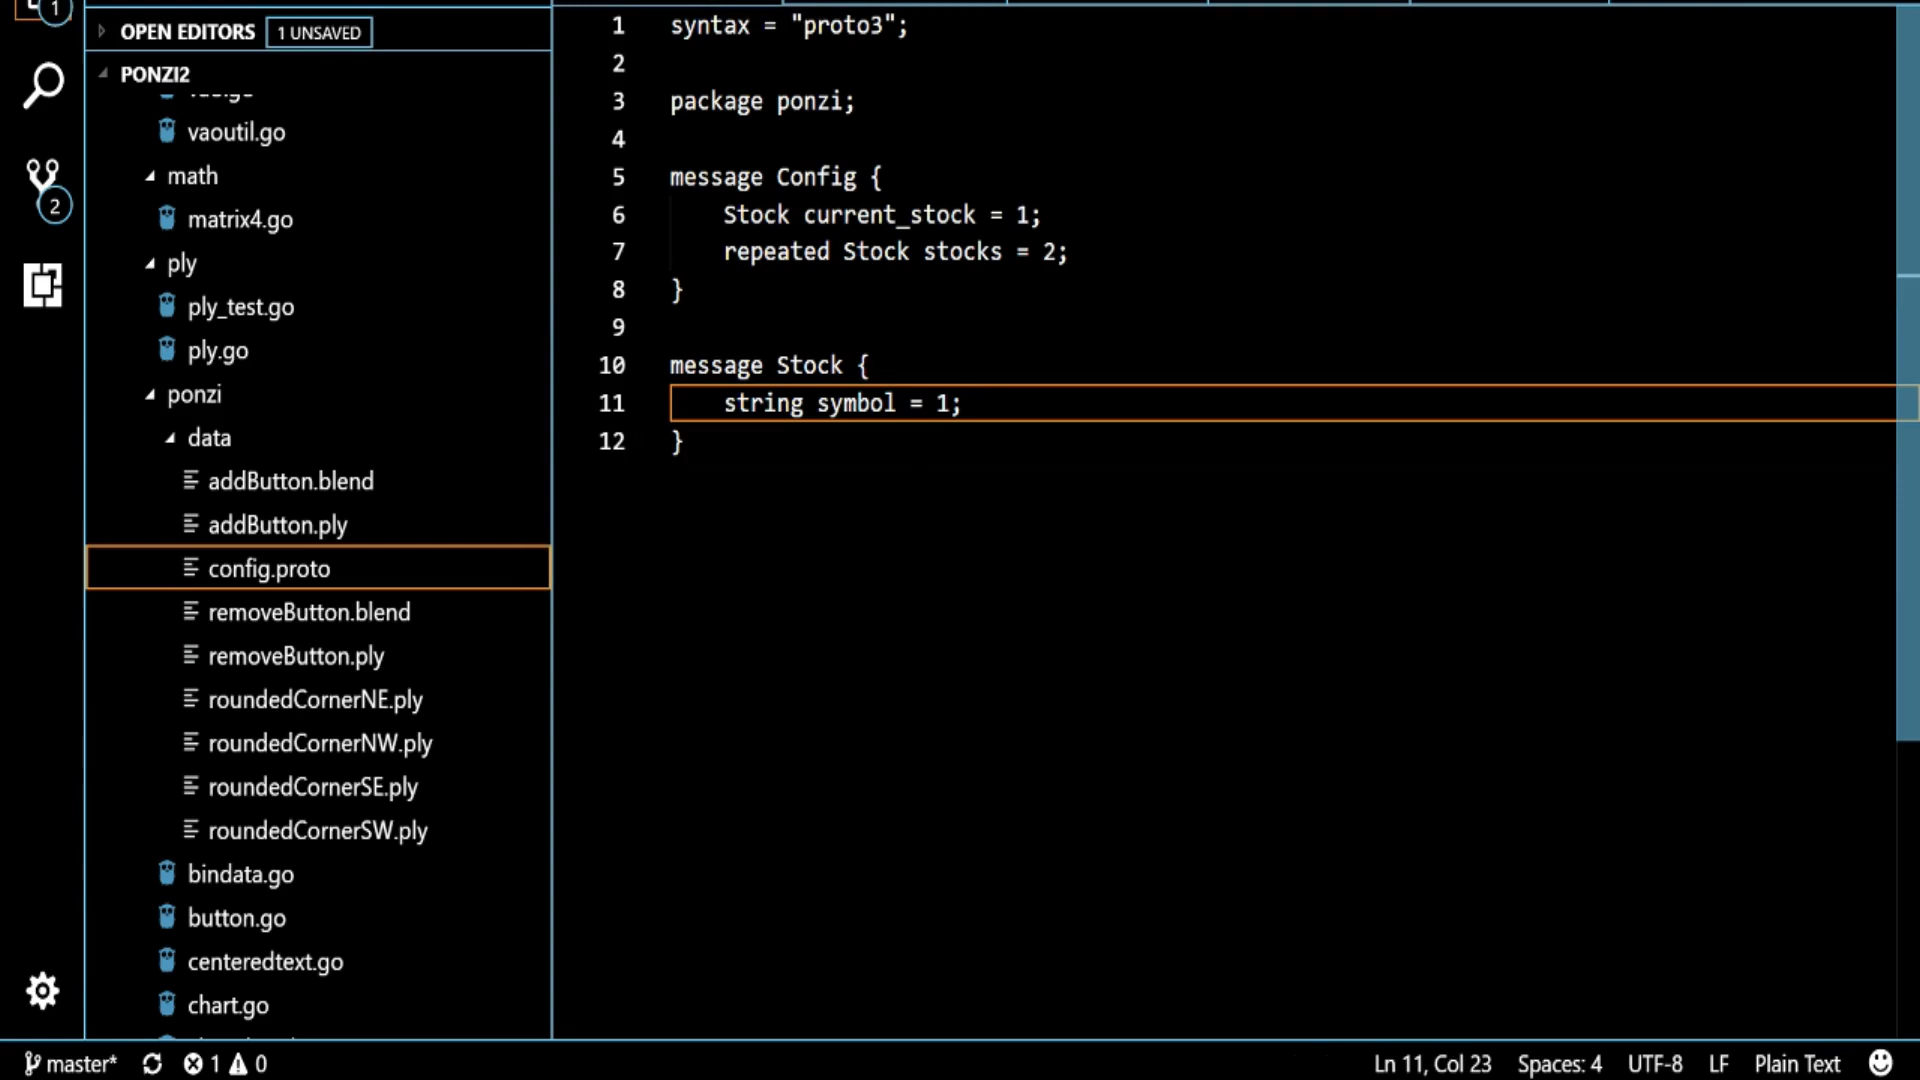 1
OPEN EDITORS 1 UNSAVED
PONZI2
vaoutil.go
math
matrix4.go
2
ply
ply_test.go
ply.go
ponzi
data
addButton.blend
addButton.ply
config.proto
removeButton.blend
removeButton.ply
roundedCornerNE.ply
roundedCornerNW.ply
roundedCornerSE.ply
roundedCornerSW.ply
bindata.go
button.go
centeredtext.go
chart.go
1 syntax = "proto3";
2
3 package ponzi;
4
5 message Config {
6 Stock current_stock = 1;
7 repeated Stock stocks = 2;
8 }
9
10 message Stock {
11 string symbol = 1;
12 }
master* 1 0 Ln 11, Col 23 Spaces: 4 UTF-8 LF Plain Text